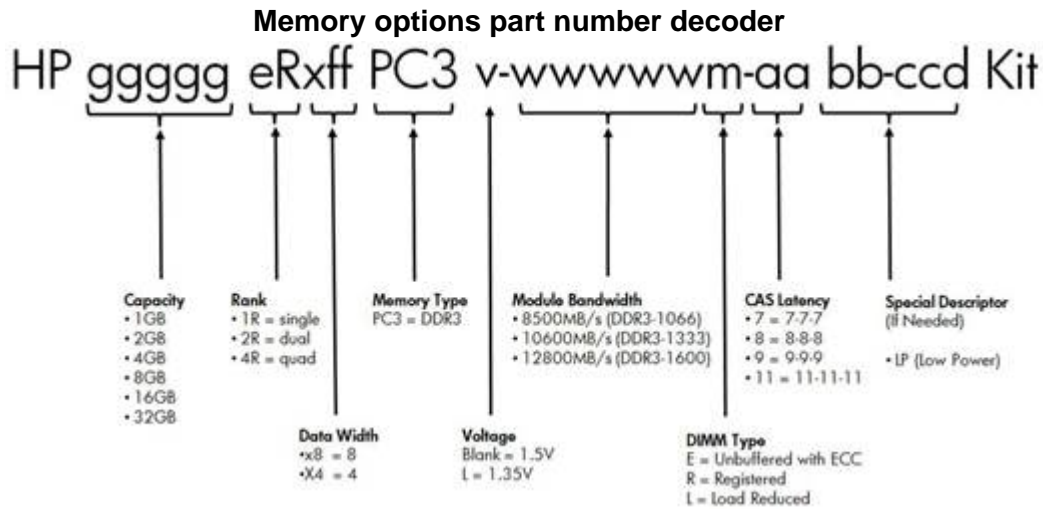 Memory options part number decoder
HP ggggg eRxff PC3 v-wwwwwm-aa bb-ccd Kit
Capacity
• 1GB
• 2GB
• 4GB
• 8GB
• 16GB
• 32GB
Rank
• 1R = single
• 2R = dual
• 4R = quad
Memory Type
PC3 = DDR3
Module Bandwidth
• 8500MB/s (DDR3-1066)
• 10600MB/s (DDR3-1333)
• 12800MB/s (DDR3-1600)
CAS Latency
• 7 = 7-7-7
• 8 = 8-8-8
• 9 = 9-9-9
• 11 = 11-11-11
Special Descriptor
(If Needed)
• LP (Low Power)
Data Width
•x8 = 8
•X4 = 4
Voltage
Blank = 1.5V
L = 1.35V
DIMM Type
E = Unbuffered with ECC
R = Registered
L = Load Reduced